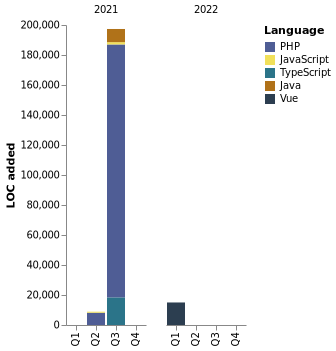 2021
2022
Language
PHP
JavaScript
TypeScript
Java
Vue
LOC added
200,000
180,000
160,000
140,000
120,000
100,000
80,000
60,000
40,000
20,000
0
Q1
Q2
Q3
Q4
Q1
Q2
Q3
Q4